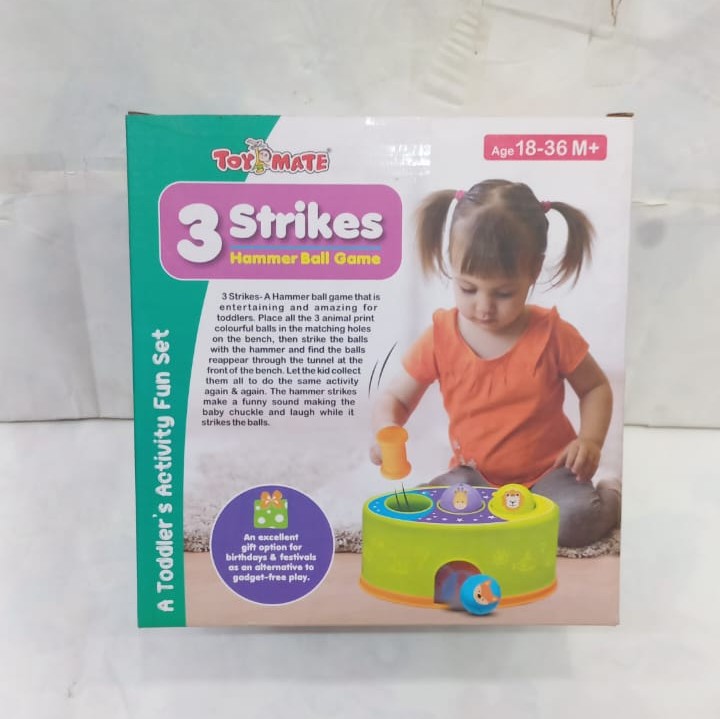 TOY MATE
Age 18-36 M+
3 Strikes
Hammer Ball Game
3 Strikes- A Hammer ball game that is
entertaining and amazing for
toddlers. Place all the 3 animal print
colourful balls in the matching holes
on the bench, then strike the balls
with the hammer and find the balls
reappear through the tunnel at the
front of the bench. Let the kid collect
them all to do the same activity
again & again. The hammer strikes
make a funny sound making the
baby chuckle and laugh while it
strikes the balls.
A Toddler's Activity Fun Set
An excellent
gift option for
birthdays & festivals
as an alternative to
gadget-free play.